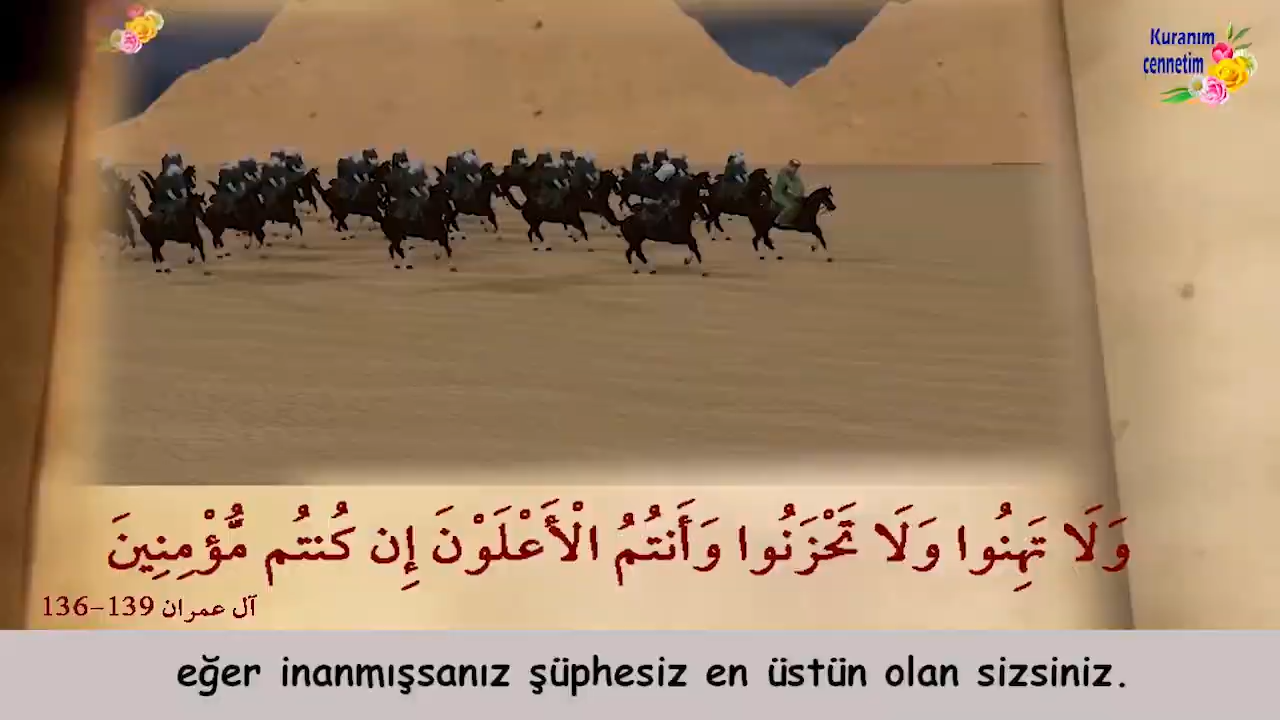 Kuranım
cennetim
وَلَا تَهِنُوا وَلَا تَحْزَنُوا وَأَنتُمُ الْأَعْلَوْنَ إِن كُنتُم مُّؤْمِنِينَ
آل عمران 139-136
eğer inanmışsanız şüphesiz en üstün olan sizsiniz.